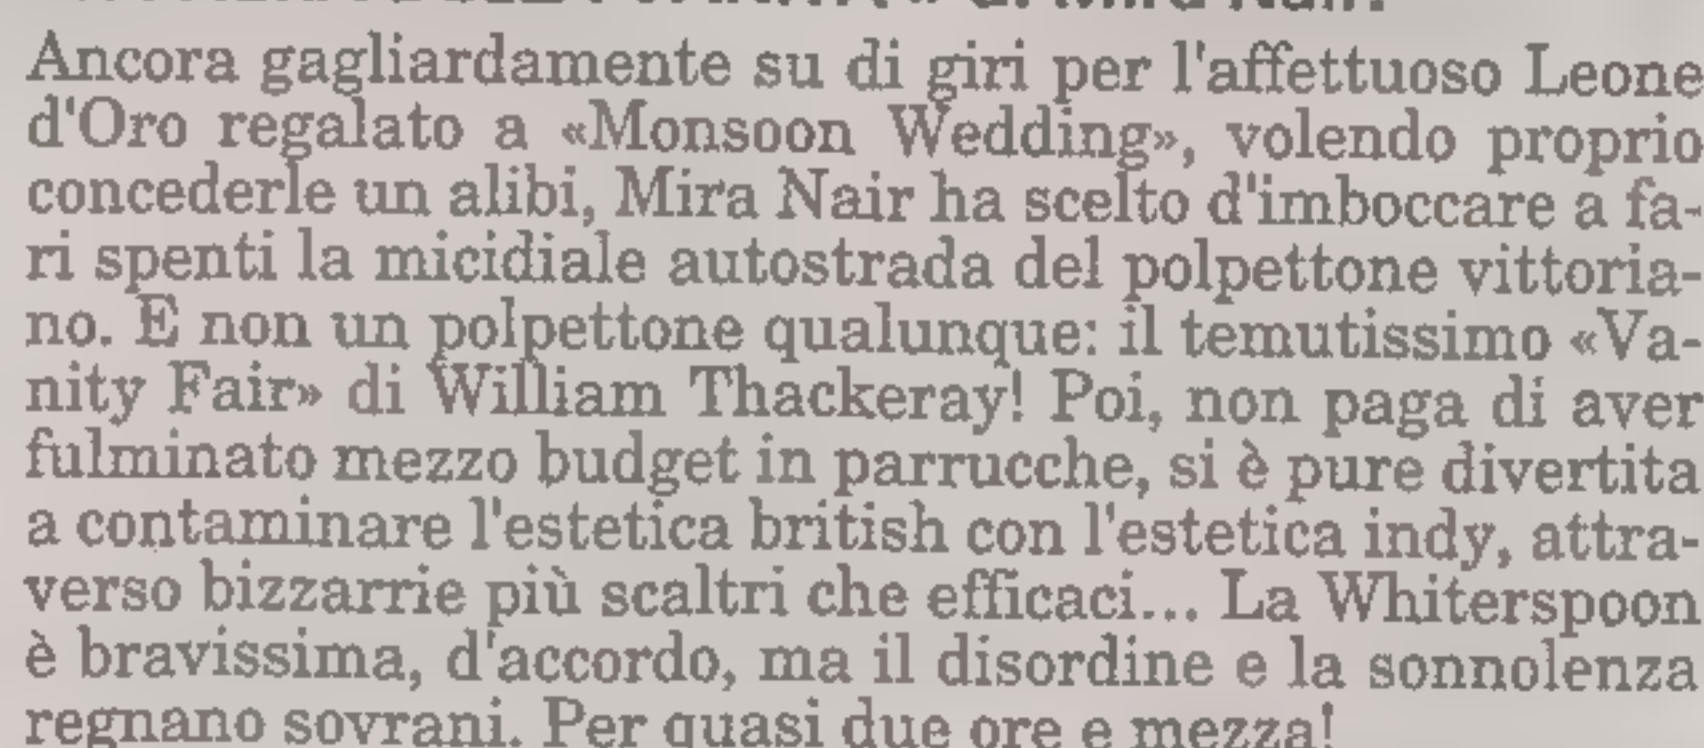 di Mira Nair.
Ancora gagliardamente su di giri per l'affettuoso Leone
d'Oro regalato a «Monsoon Wedding», volendo proprio
concederle un alibi, Mira Nair ha scelto d'imboccare a fa-
ri spenti la micidiale autostrada del polpettone vittoria-
no. E non un polpettone qualunque: il temutissimo «Va-
nity Fair» di William Thackeray! Poi, non paga di aver
fulminato mezzo budget in parrucche, si è pure divertita
a contaminare l'estetica british con l'estetica indy, attra-
verso bizzarrie più scaltri che efficaci... La Whiterspoon
è bravissima, d'accordo, ma il disordine e la sonnolenza
regnano sovrani. Per quasi due ore e mezza!